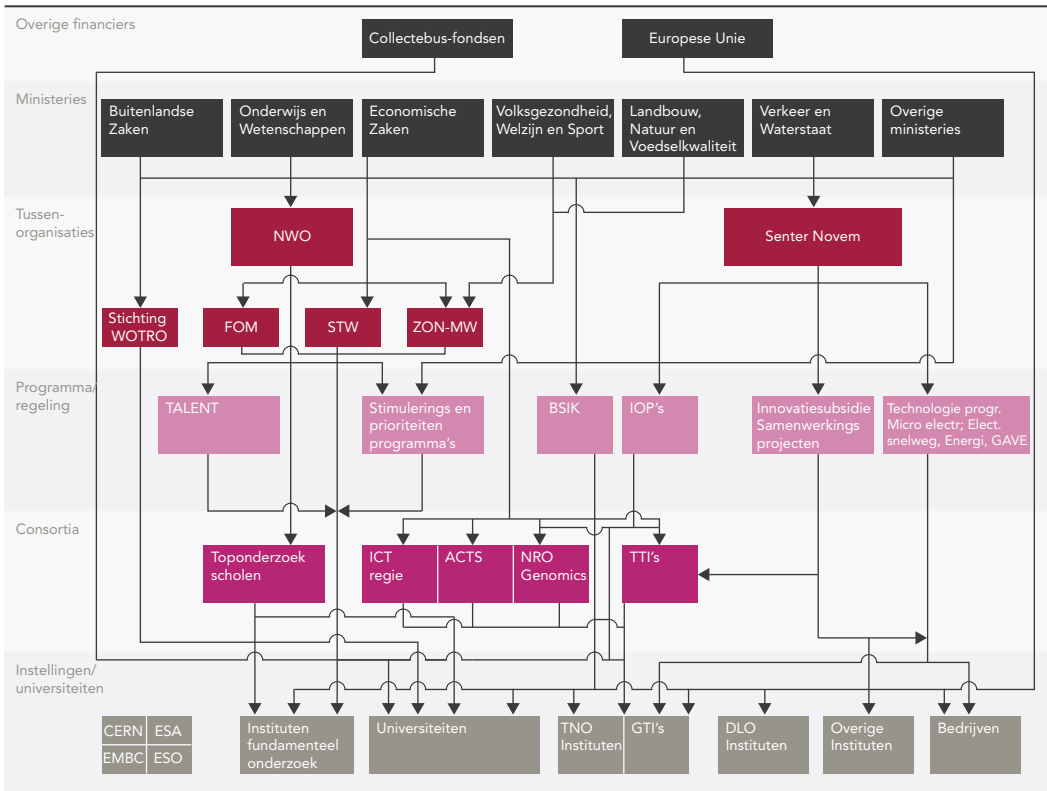 Overige financiers
Collectebus-fondsen
Europese Unie
Ministeries
Buitenlandse
Zaken
Onderwijs en
Wetenschappen
Economische
Zaken
Volksgezondheid,
Welzijn en Sport
Landbouw,
Natuur en
Voedselkwaliteit
Verkeer en
Waterstaat
Overige
ministeries
Tussen-
organisaties
NWO
Senter Novem
Stichting
WOTRO
FOM
STW
ZON-MW
Programma/
regeling
TALENT
Stimulerings en
prioriteiten
programma's
BSIK
IOP's
Innovatiesubsidie
Samenwerkings
projecten
Technologie progr.
Micro electr; Elect.
snelweg, Energi, GAVE
Consortia
Toponderzoek
scholen
ICT
regie
ACTS
NRO
Genomics
TTI's
Instellingen/
universiteiten
CERN
ESA
EMBC
ESO
Instituten
fundamenteel
onderzoek
Universiteiten
TNO
Instituten
GTI's
DLO
Instituten
Overige
Instituten
Bedrijven